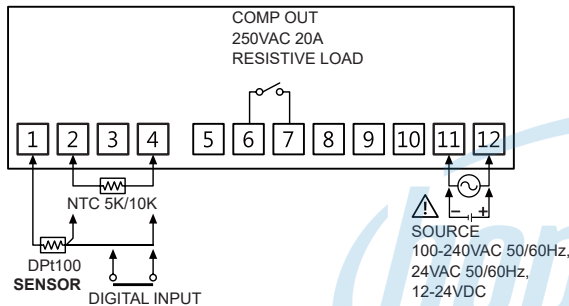 COMP OUT
250VAC 20A
RESISTIVE LOAD
1 2 3 4 5 6 7 8 9 10 11 12
NTC 5K/10K
DPt100
SENSOR
DIGITAL INPUT
− +
SOURCE
100-240VAC 50/60Hz,
24VAC 50/60Hz,
12-24VDC